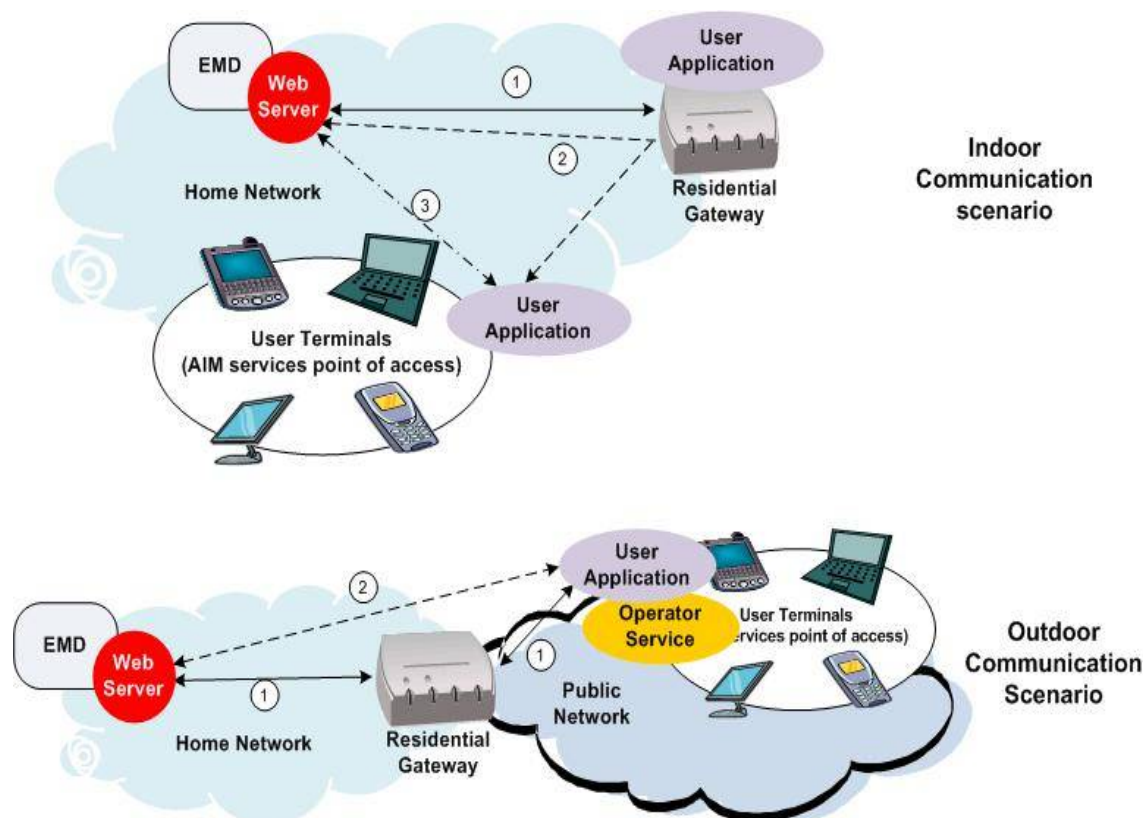 EMD
Web
Server
User
Application
1
2
3
Home Network
Residential
Gateway
Indoor
Communication
scenario
User
Application
User Terminals
(AIM services point of access)
User
Application
Operator
Service
User Terminals
services point of access)
2
1
EMD
Web
Server
1
Home Network
Residential
Gateway
Public
Network
Outdoor
Communication
Scenario